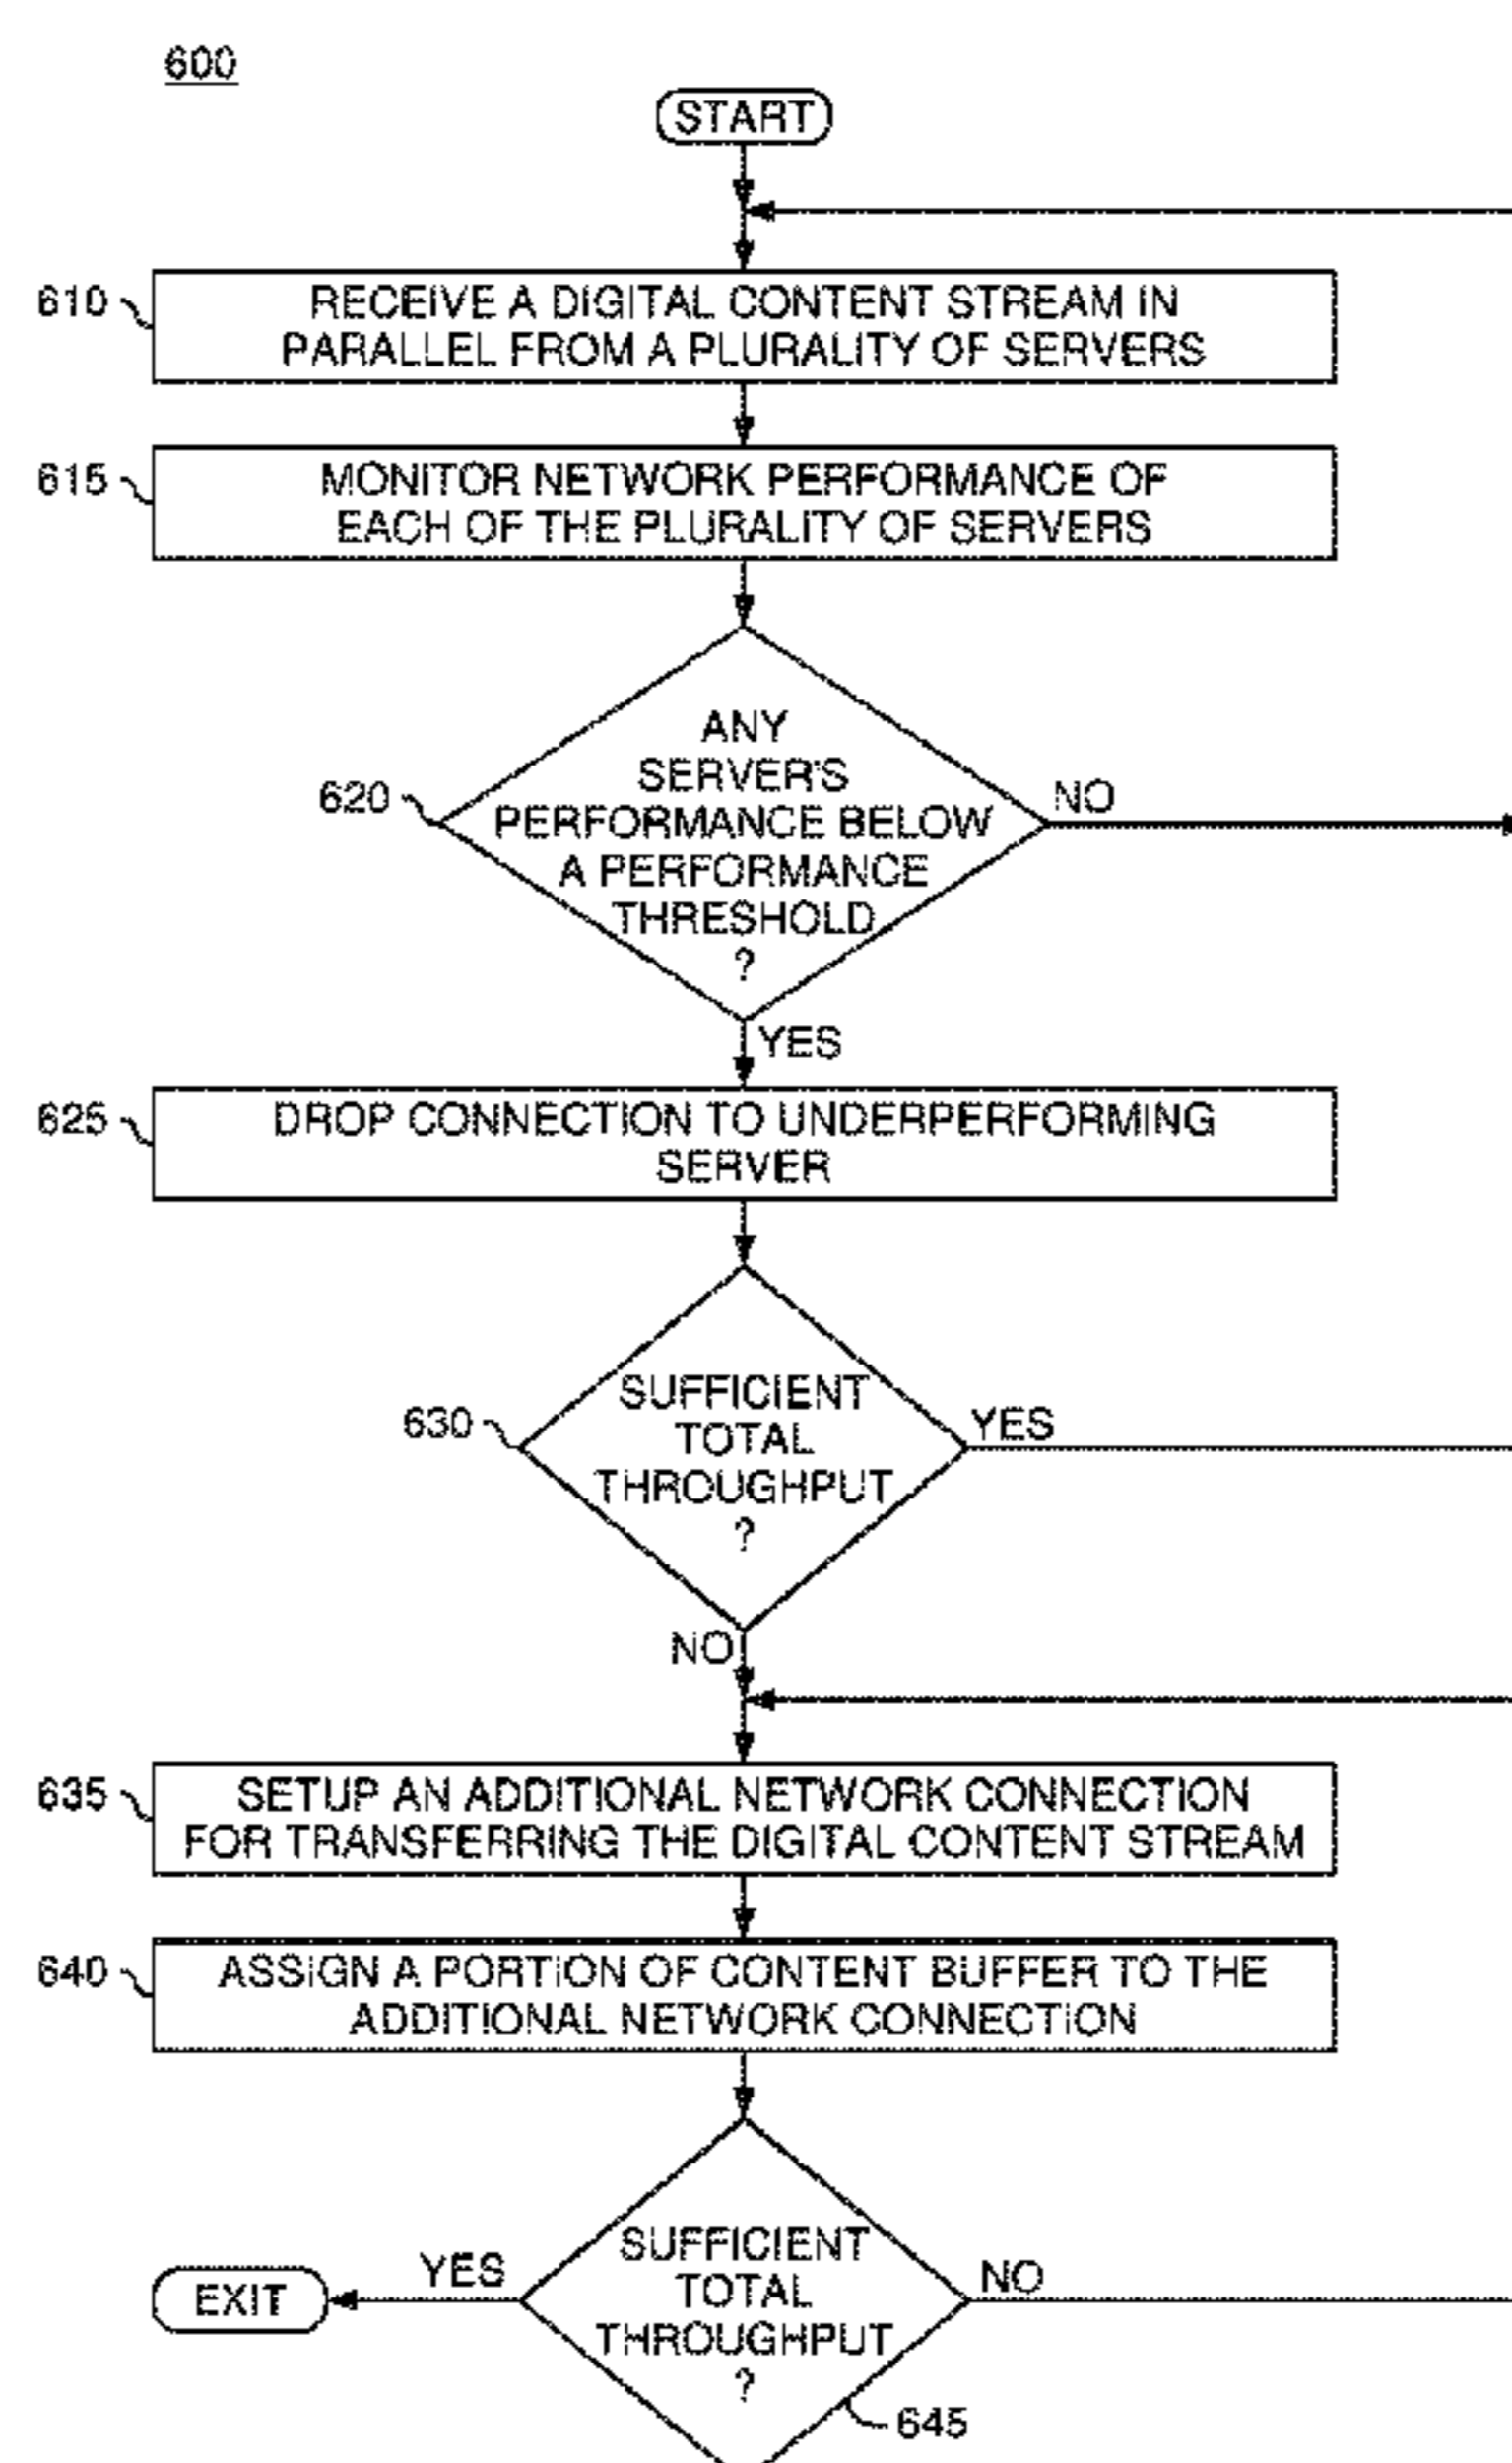 600
START
610
RECEIVE A DIGITAL CONTENT STREAM IN
PARALLEL FROM A PLURALITY OF SERVERS
615
MONITOR NETWORK PERFORMANCE OF
EACH OF THE PLURALITY OF SERVERS
620
ANY
SERVER'S
PERFORMANCE BELOW
A PERFORMANCE
THRESHOLD
?
NO
YES
625
DROP CONNECTION TO UNDERPERFORMING
SERVER
630
SUFFICIENT
TOTAL
THROUGHPUT
?
YES
NO
635
SETUP AN ADDITIONAL NETWORK CONNECTION
FOR TRANSFERRING THE DIGITAL CONTENT STREAM
640
ASSIGN A PORTION OF CONTENT BUFFER TO THE
ADDITIONAL NETWORK CONNECTION
EXIT
YES
SUFFICIENT
TOTAL
THROUGHPUT
?
NO
645